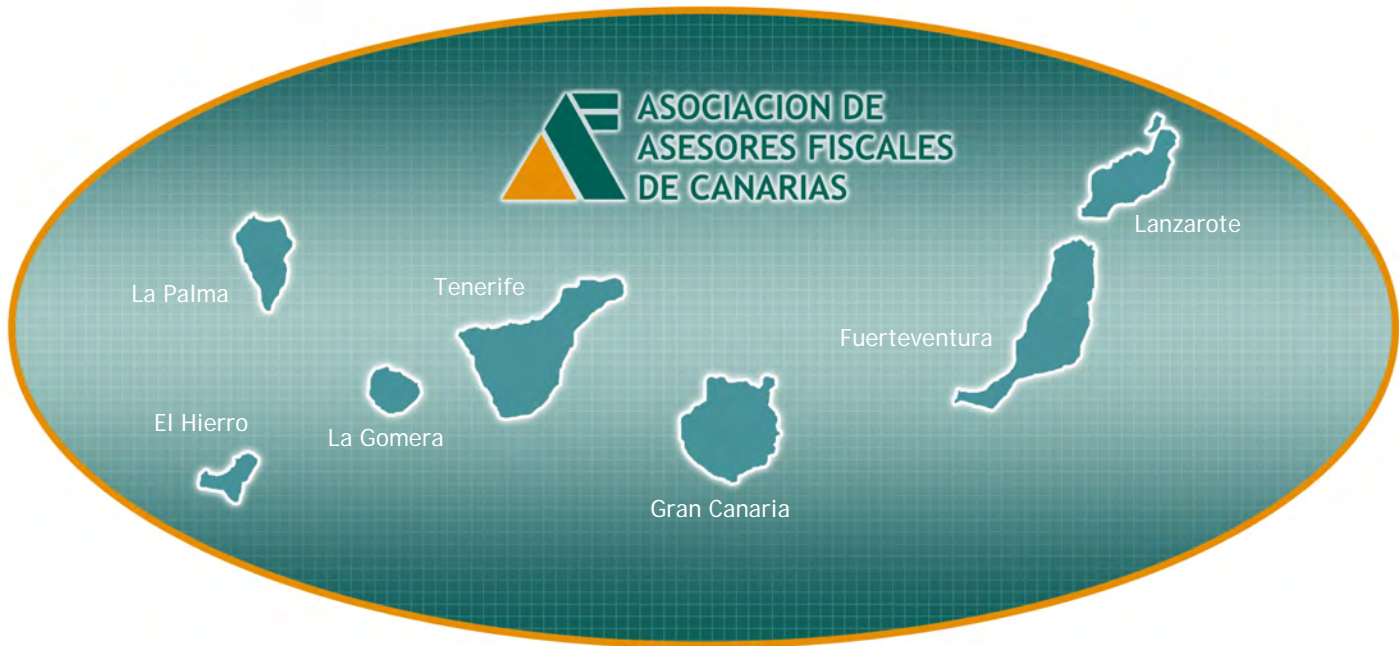 ASOCIACION DE
ASESORES FISCALES
DE CANARIAS
Lanzarote
La Palma
Tenerife
Fuerteventura
El Hierro
La Gomera
Gran Canaria